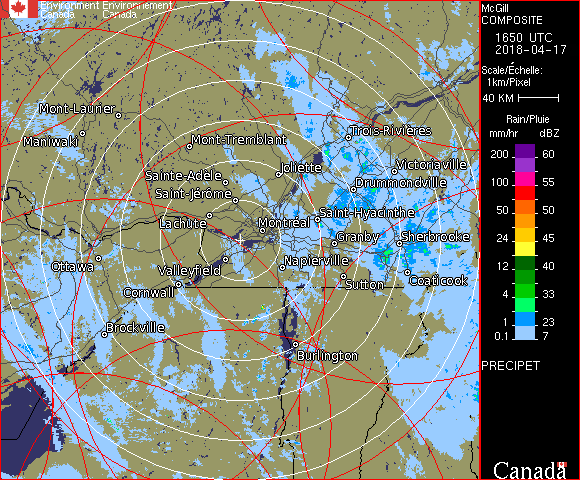 Environment Environnement
Canada Canada
McGill
COMPOSITE
1650 UTC
2018-04-17
Scale/Échelle:
1km/Pixel
40 KM
Rain/Pluie
mm/hr dBZ
200 60
100 55
50 50
24 45
12 40
4 33
1 23
0.1 7
PRECIPET
Canada
Mont-Laurier
Maniwaki
Mont-Tremblant
Trois-Rivières
Joliette
Victoriaville
Sainte-Adèle
Drummondville
Saint-Jérôme
Saint-Hyacinthe
Lachute
Montréal
Granby
Sherbrooke
Ottawa
Valleyfield
Napierville
Cornwall
Sutton
Coaticook
Brockville
Burlington